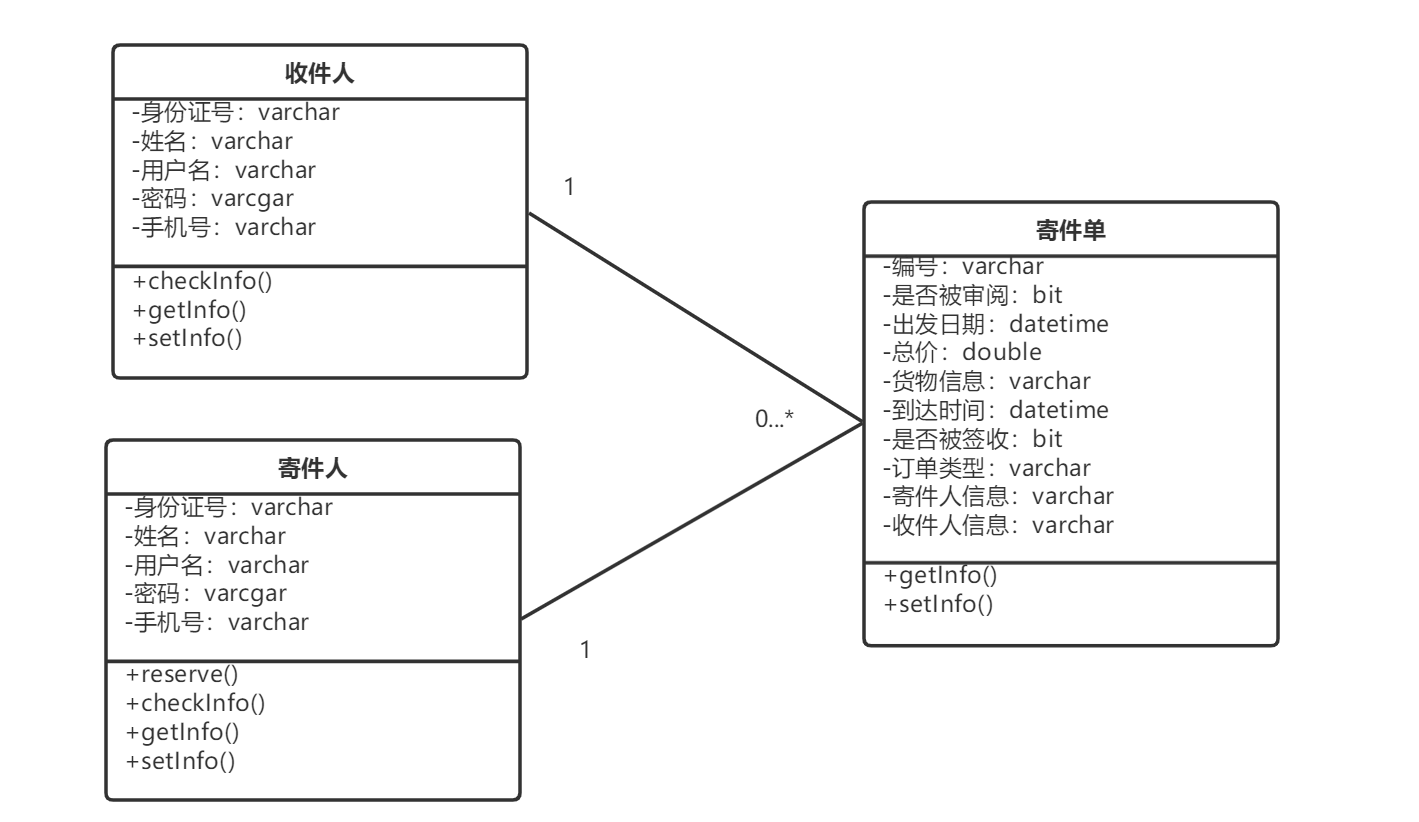 收件人
-身份证号：varchar
-姓名：varchar
-用户名：varchar
-密码：varcgar
-手机号：varchar
+checkInfo()
+getInfo()
+setInfo()
1
寄件人
-身份证号：varchar
-姓名：varchar
-用户名：varchar
-密码：varcgar
-手机号：varchar
+reserve()
+checkInfo()
+getInfo()
+setInfo()
1
0...*
寄件单
-编号：varchar
-是否被审阅：bit
-出发日期：datetime
-总价：double
-货物信息：varchar
-到达时间：datetime
-是否被签收：bit
-订单类型：varchar
-寄件人信息：varchar
-收件人信息：varchar
+getInfo()
+setInfo()